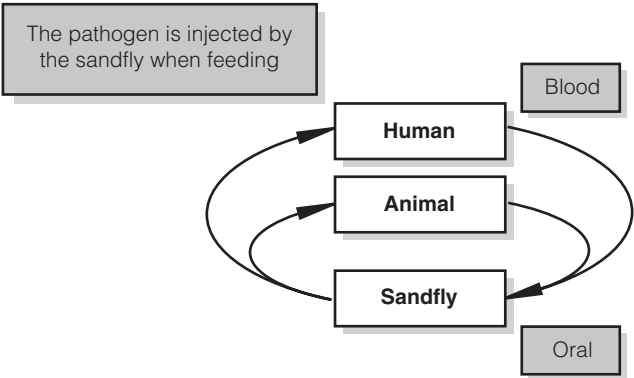 The pathogen is injected by
the sandfly when feeding
Blood
Human
Animal
Sandfly
Oral